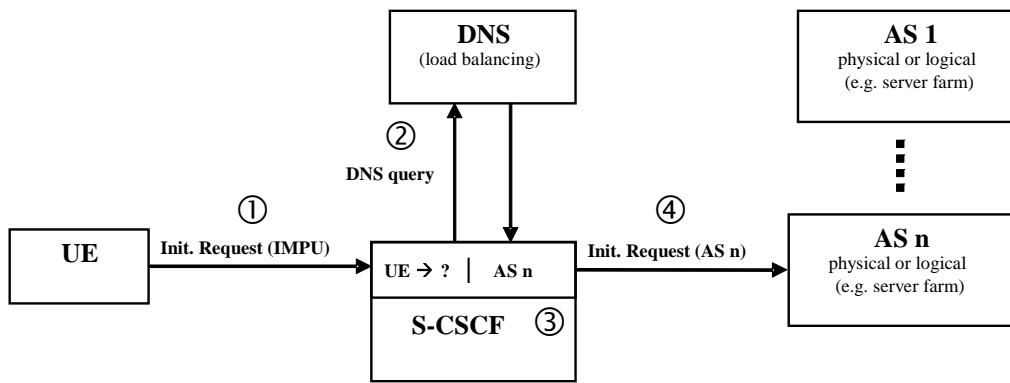 DNS
(load balancing)
AS 1
physical or logical
(e.g. server farm)
②
DNS query
①
Init. Request (IMPU)
④
Init. Request (AS n)
UE
UE → ? | AS n
S-CSCF ③
AS n
physical or logical
(e.g. server farm)